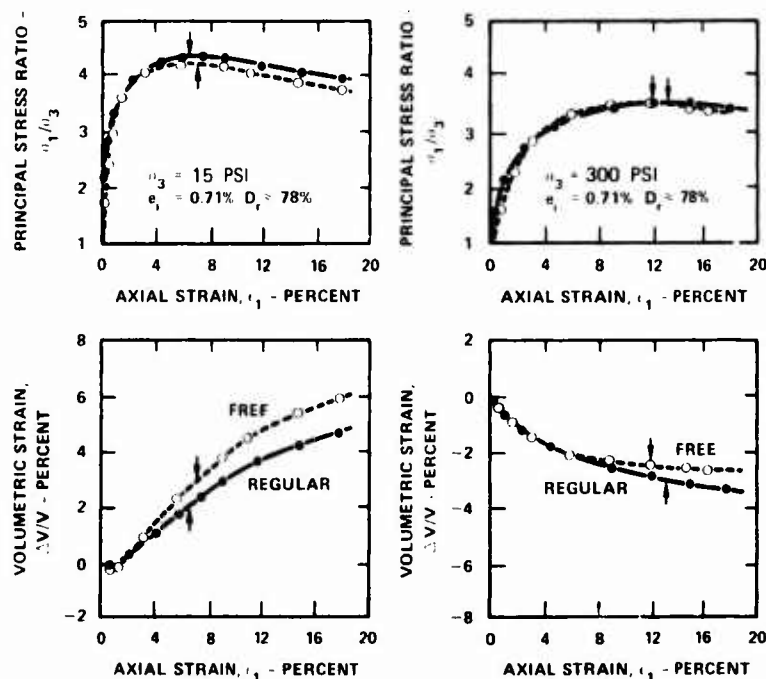 PRINCIPAL STRESS RATIO -
σ1/σ3
5
4
3
2
1
σ3 = 15 PSI
ei = 0.71% Dr ≈ 78%
0 4 8 12 16 20
AXIAL STRAIN, ε1 - PERCENT
PRINCIPAL STRESS RATIO
σ1/σ3
5
4
3
2
1
σ3 = 300 PSI
ei = 0.71% Dr ≈ 78%
0 4 8 12 16 20
AXIAL STRAIN, ε1 - PERCENT
VOLUMETRIC STRAIN,
ΔV/V - PERCENT
8
6
4
2
0
-2
FREE
REGULAR
0 4 8 12 16 20
AXIAL STRAIN, ε1 - PERCENT
VOLUMETRIC STRAIN,
ΔV/V - PERCENT
2
0
-2
-4
-6
-8
FREE
REGULAR
0 4 8 12 16 20
AXIAL STRAIN, ε1 - PERCENT